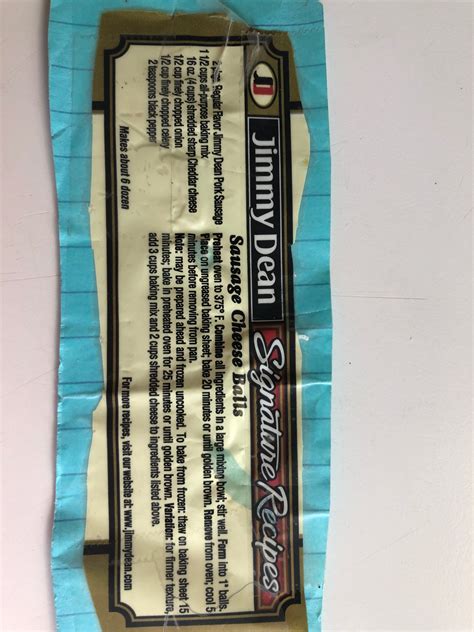 JD
Jimmy Dean
Signature Recipes
Sausage Cheese Balls
Regular Flavor Jimmy Dean Pork Sausage
1 1/2 cups all-purpose baking mix
16 oz. (4 cups) shredded sharp Cheddar cheese
1/2 cup finely chopped onion
1/2 cup finely chopped celery
2 teaspoons black pepper
Makes about 6 dozen
Preheat oven to 375° F. Combine all ingredients in a large mixing bowl; stir well. Form into 1" balls.
Place on ungreased baking sheet; bake 20 minutes or until golden brown. Remove from oven; cool 5
minutes before removing from pan.
Note: may be prepared ahead and frozen uncooked. To bake from frozen: thaw on baking sheet 15
minutes; bake in preheated oven for 25 minutes or until golden brown. Variation: for firmer texture,
add 3 cups baking mix and 2 cups shredded cheese to ingredients listed above.
For more recipes, visit our website at: www.jimmydean.com